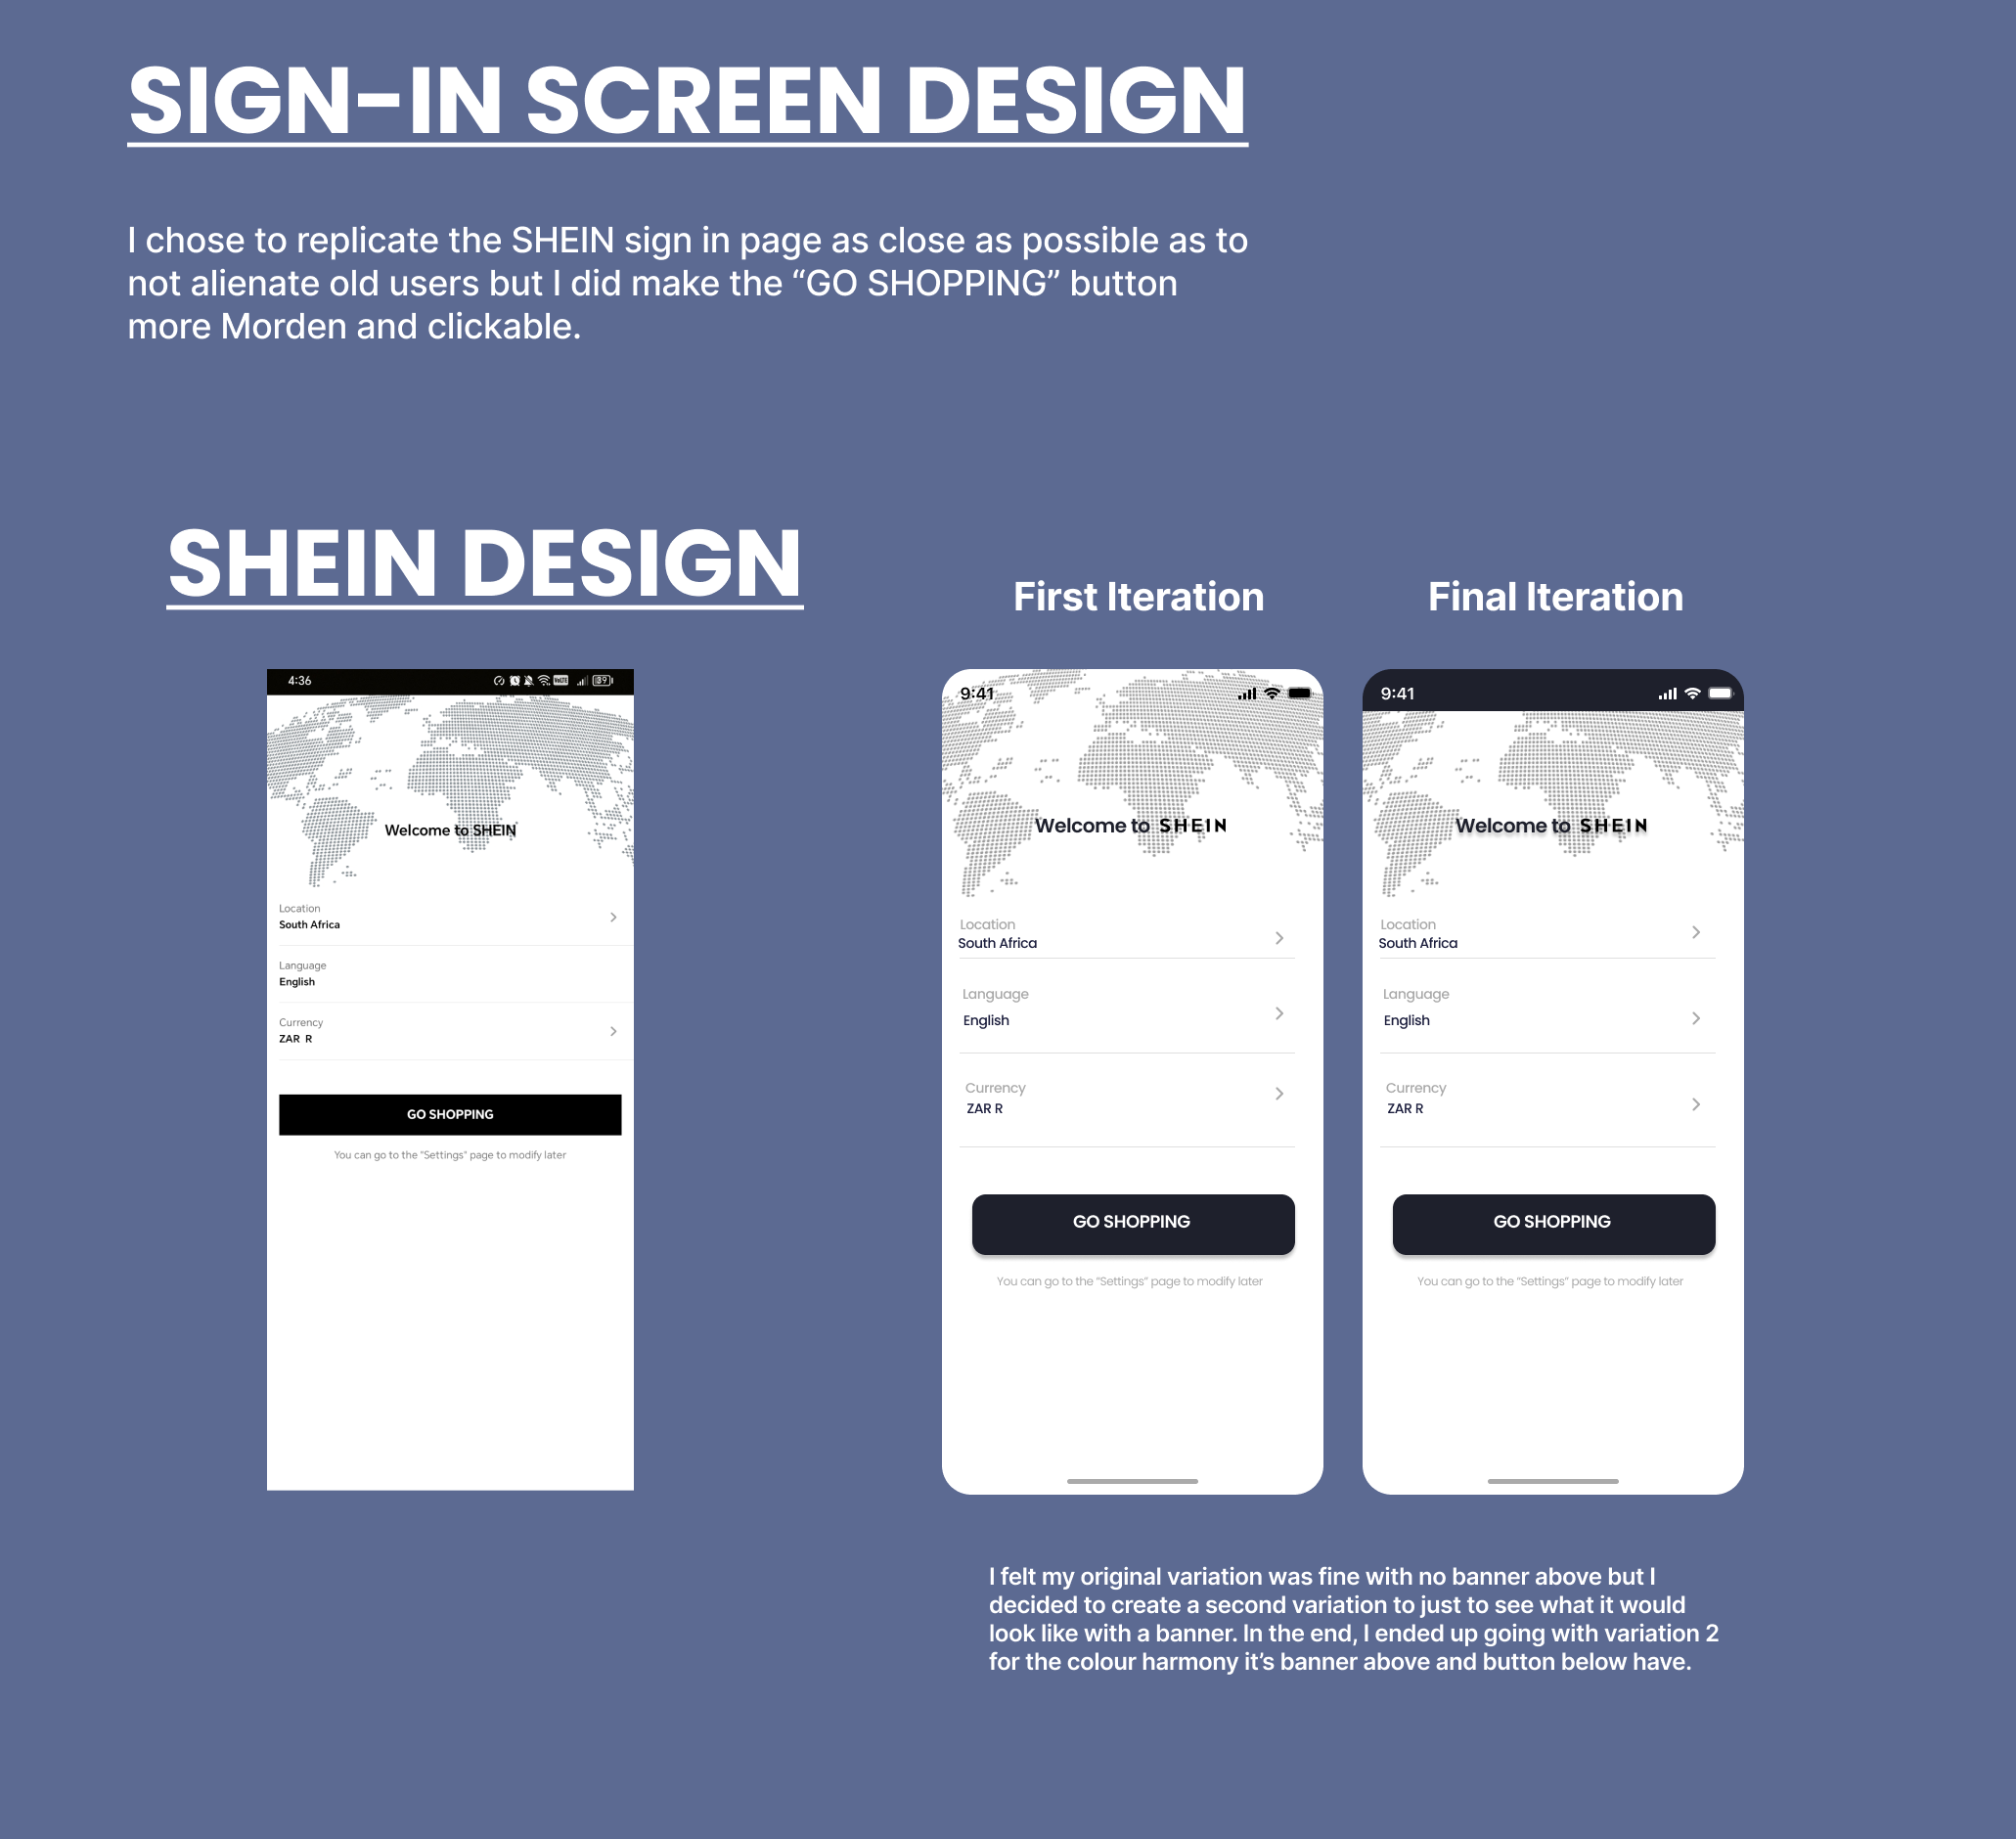 SIGN-IN SCREEN DESIGN
I chose to replicate the SHEIN sign in page as close as possible as to
not alienate old users but I did make the “GO SHOPPING” button
more Morden and clickable.
SHEIN DESIGN
4:36
VoLTE
89
Welcome to SHEIN
Location
South Africa
Language
English
Currency
ZAR R
GO SHOPPING
You can go to the "Settings" page to modify later
First Iteration
9:41
Welcome to SHEIN
Location
South Africa
Language
English
Currency
ZAR R
GO SHOPPING
You can go to the “Settings” page to modify later
Final Iteration
9:41
Welcome to SHEIN
Location
South Africa
Language
English
Currency
ZAR R
GO SHOPPING
You can go to the “Settings” page to modify later
I felt my original variation was fine with no banner above but I
decided to create a second variation to just to see what it would
look like with a banner. In the end, I ended up going with variation 2
for the colour harmony it’s banner above and button below have.